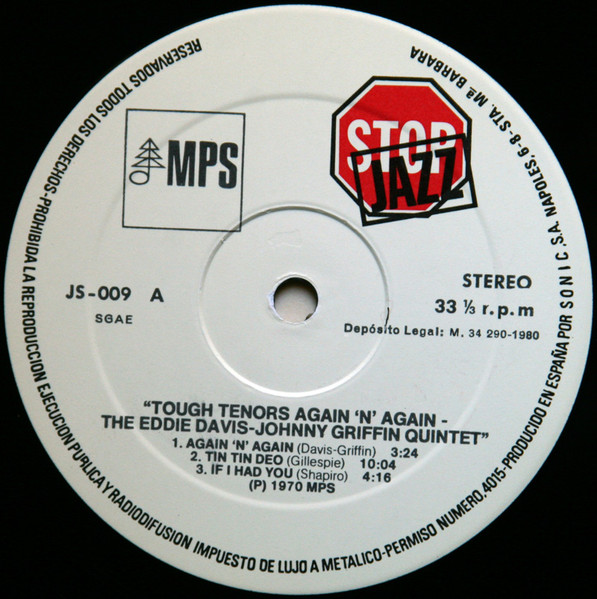 RESERVADOS TODOS LOS DERECHOS-PROHIBIDA LA REPRODUCCION EJECUCION PUBLICA Y RADIODIFUSION IMPUESTO DE LUJO A METALICO-PERMISO NUMERO, 4015-PRODUCIDO EN ESPAÑA POR SONIC, S.A. NAPOLES, 6-8-STA. Mª BARBARA
MPS
STOP
JAZZ
JS-009 A
SGAE
STEREO
33 ⅓ r.p.m
Depósito Legal: M. 34 290-1980
"TOUGH TENORS AGAIN 'N' AGAIN -
THE EDDIE DAVIS-JOHNNY GRIFFIN QUINTET"
1. AGAIN 'N' AGAIN (Davis-Griffin) 3:24
2. TIN TIN DEO (Gillespie) 10:04
3. IF I HAD YOU (Shapiro) 4:16
(P) 1970 MPS